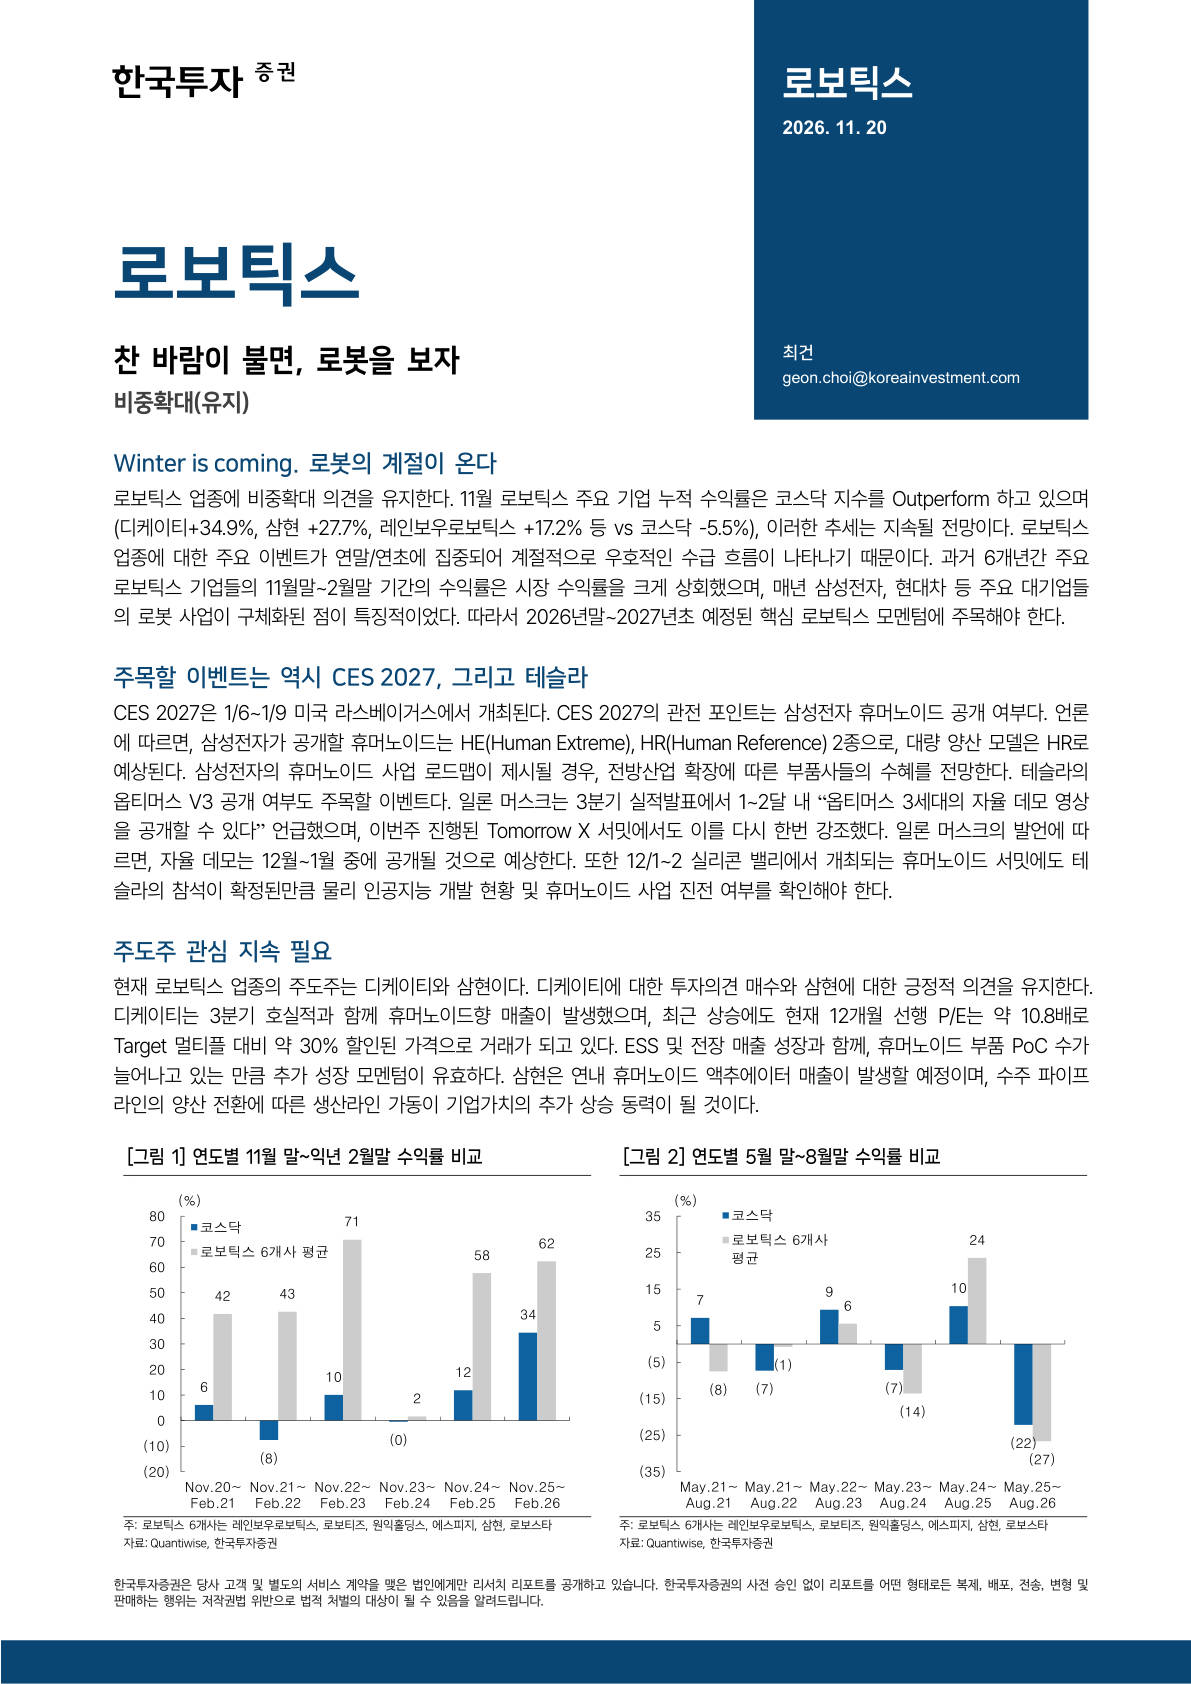 한국투자 증권
로보틱스
2026. 11. 20
최건
geon.choi@koreainvestment.com
로보틱스
찬 바람이 불면, 로봇을 보자
비중확대(유지)
Winter is coming. 로봇의 계절이 온다
로보틱스 업종에 비중확대 의견을 유지한다. 11월 로보틱스 주요 기업 누적 수익률은 코스닥 지수를 Outperform 하고 있으며
(디케이티+34.9%, 삼현 +27.7%, 레인보우로보틱스 +17.2% 등 vs 코스닥 -5.5%), 이러한 추세는 지속될 전망이다. 로보틱스
업종에 대한 주요 이벤트가 연말/연초에 집중되어 계절적으로 우호적인 수급 흐름이 나타나기 때문이다. 과거 6개년간 주요
로보틱스 기업들의 11월말~2월말 기간의 수익률은 시장 수익률을 크게 상회했으며, 매년 삼성전자, 현대차 등 주요 대기업들
의 로봇 사업이 구체화된 점이 특징적이었다. 따라서 2026년말~2027년초 예정된 핵심 로보틱스 모멘텀에 주목해야 한다.
주목할 이벤트는 역시 CES 2027, 그리고 테슬라
CES 2027은 1/6~1/9 미국 라스베이거스에서 개최된다. CES 2027의 관전 포인트는 삼성전자 휴머노이드 공개 여부다. 언론
에 따르면, 삼성전자가 공개할 휴머노이드는 HE(Human Extreme), HR(Human Reference) 2종으로, 대량 양산 모델은 HR로
예상된다. 삼성전자의 휴머노이드 사업 로드맵이 제시될 경우, 전방산업 확장에 따른 부품사들의 수혜를 전망한다. 테슬라의
옵티머스 V3 공개 여부도 주목할 이벤트다. 일론 머스크는 3분기 실적발표에서 1~2달 내 “옵티머스 3세대의 자율 데모 영상
을 공개할 수 있다” 언급했으며, 이번주 진행된 Tomorrow X 서밋에서도 이를 다시 한번 강조했다. 일론 머스크의 발언에 따
르면, 자율 데모는 12월~1월 중에 공개될 것으로 예상한다. 또한 12/1~2 실리콘 밸리에서 개최되는 휴머노이드 서밋에도 테
슬라의 참석이 확정된만큼 물리 인공지능 개발 현황 및 휴머노이드 사업 진전 여부를 확인해야 한다.
주도주 관심 지속 필요
현재 로보틱스 업종의 주도주는 디케이티와 삼현이다. 디케이티에 대한 투자의견 매수와 삼현에 대한 긍정적 의견을 유지한다.
디케이티는 3분기 호실적과 함께 휴머노이드향 매출이 발생했으며, 최근 상승에도 현재 12개월 선행 P/E는 약 10.8배로
Target 멀티플 대비 약 30% 할인된 가격으로 거래가 되고 있다. ESS 및 전장 매출 성장과 함께, 휴머노이드 부품 PoC 수가
늘어나고 있는 만큼 추가 성장 모멘텀이 유효하다. 삼현은 연내 휴머노이드 액추에이터 매출이 발생할 예정이며, 수주 파이프
라인의 양산 전환에 따른 생산라인 가동이 기업가치의 추가 상승 동력이 될 것이다.
[그림 1] 연도별 11월 말~익년 2월말 수익률 비교
(%)
코스닥
로보틱스 6개사 평균
80
70
60
50
40
30
20
10
0
(10)
(20)
6 42
(8) 43
10 71
(0) 2
12 58
34 62
Nov.20~ Nov.21~ Nov.22~ Nov.23~ Nov.24~ Nov.25~
Feb.21 Feb.22 Feb.23 Feb.24 Feb.25 Feb.26
주: 로보틱스 6개사는 레인보우로보틱스, 로보티즈, 원익홀딩스, 에스피지, 삼현, 로보스타
자료: Quantiwise, 한국투자증권
[그림 2] 연도별 5월 말~8월말 수익률 비교
(%)
코스닥
로보틱스 6개사
평균
35
25
15
5
(5)
(15)
(25)
(35)
7 (8)
(7) (1)
9 6
(7) (14)
10 24
(22) (27)
May.21~ May.21~ May.22~ May.23~ May.24~ May.25~
Aug.21 Aug.22 Aug.23 Aug.24 Aug.25 Aug.26
주: 로보틱스 6개사는 레인보우로보틱스, 로보티즈, 원익홀딩스, 에스피지, 삼현, 로보스타
자료: Quantiwise, 한국투자증권
한국투자증권은 당사 고객 및 별도의 서비스 계약을 맺은 법인에게만 리서치 리포트를 공개하고 있습니다. 한국투자증권의 사전 승인 없이 리포트를 어떤 형태로든 복제, 배포, 전송, 변형 및
판매하는 행위는 저작권법 위반으로 법적 처벌의 대상이 될 수 있음을 알려드립니다.